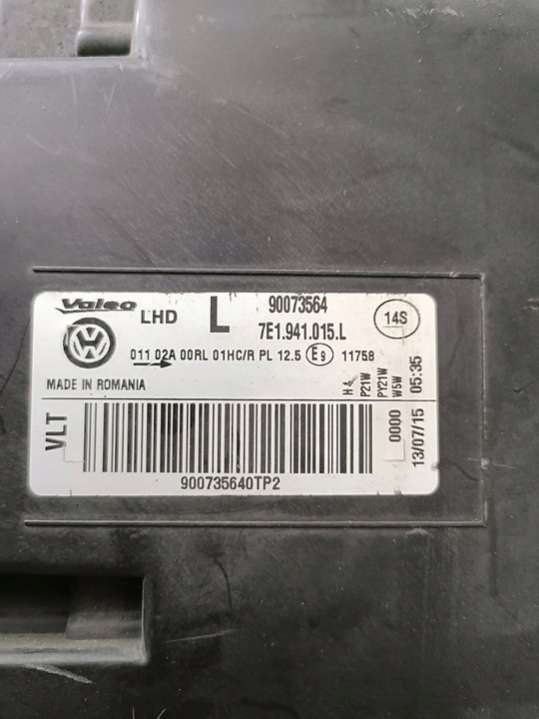 Valeo LHD L 90073564
7E1.941.015.L 14S
011 02A 00RL 01HC/R PL 12.5 E9 11758
MADE IN ROMANIA
H4
P21W
PY21W
W5W
VLT
0000
13/07/15 05:35
900735640TP2